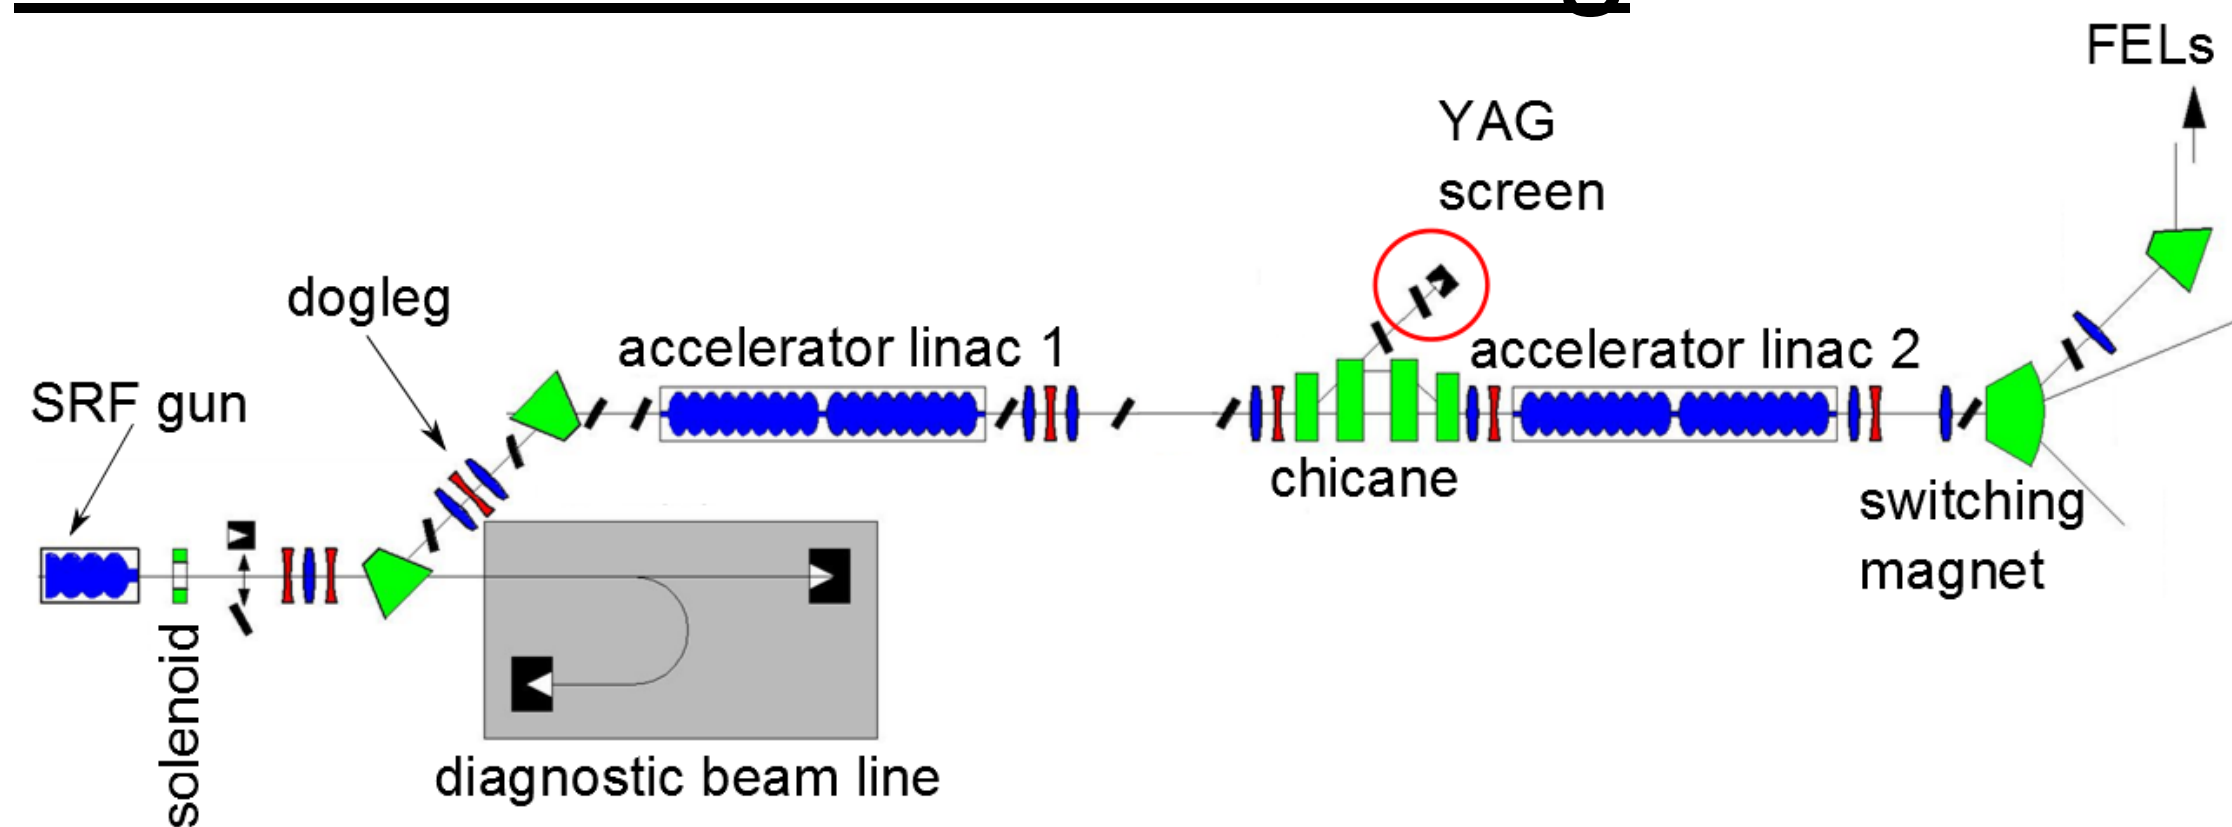 FELs
YAG
screen
dogleg
accelerator linac 1
accelerator linac 2
SRF gun
chicane
switching
magnet
solenoid
diagnostic beam line